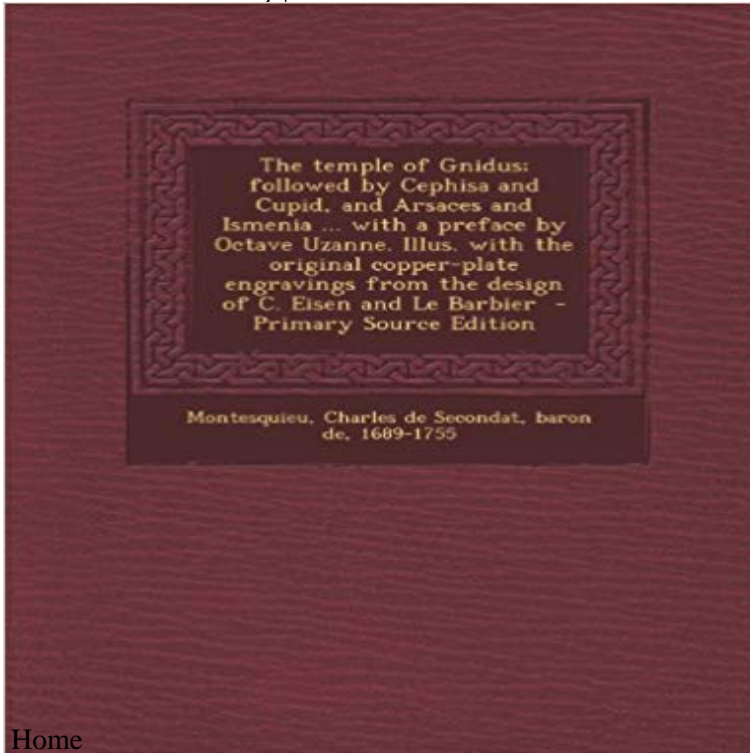 The temple of Gnidus;
followed by Cephisa and
Cupid, and Arsaces and
Ismenia ... with a preface by
Octave Uzanne. Illus. with the
original copper-plate
engravings from the design
of C. Eisen and Le Barbier -
Primary Source Edition
Montesquieu, Charles de Secondat, baron
de, 1689-1755
Home